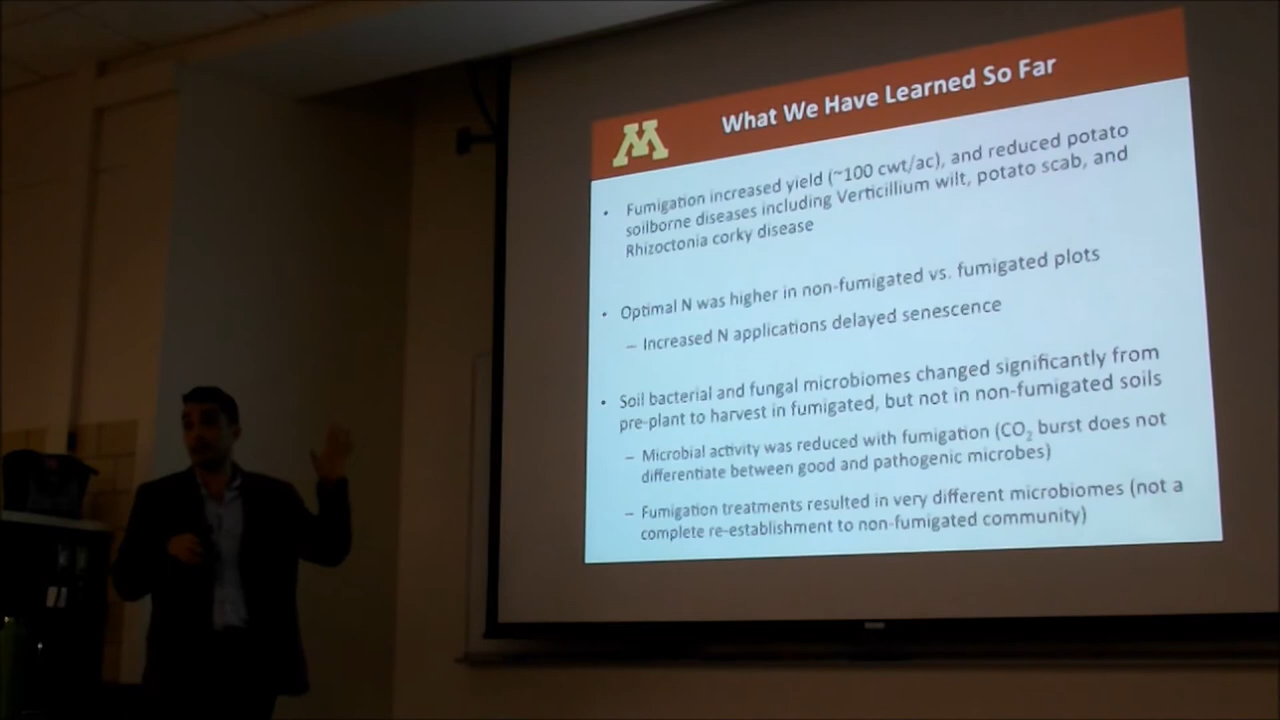 What We Have Learned So Far
M
• Fumigation increased yield (~100 cwt/ac), and reduced potato
soilborne diseases including Verticillium wilt, potato scab, and
Rhizoctonia corky disease
• Optimal N was higher in non-fumigated vs. fumigated plots
– Increased N applications delayed senescence
• Soil bacterial and fungal microbiomes changed significantly from
pre-plant to harvest in fumigated, but not in non-fumigated soils
– Microbial activity was reduced with fumigation (CO₂ burst does not
differentiate between good and pathogenic microbes)
– Fumigation treatments resulted in very different microbiomes (not a
complete re-establishment to non-fumigated community)